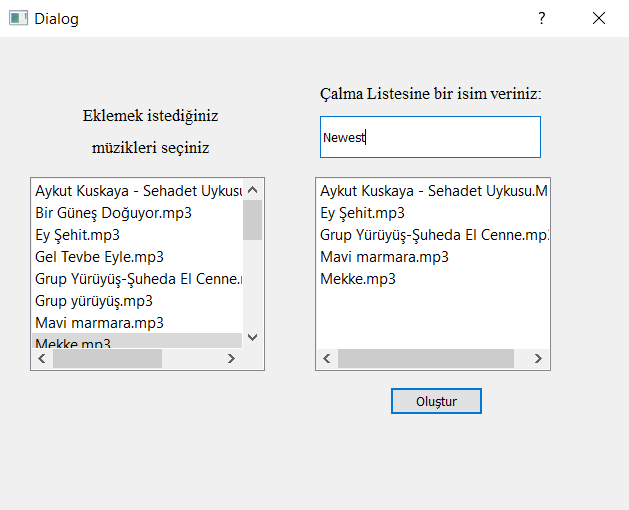 Dialog
?
Çalma Listesine bir isim veriniz:
Newest
Eklemek istediğiniz
müzikleri seçiniz
Aykut Kuskaya - Sehadet Uykusu
Bir Güneş Doğuyor.mp3
Ey Şehit.mp3
Gel Tevbe Eyle.mp3
Grup Yürüyüş-Şuheda El Cenne.
Grup yürüyüş.mp3
Mavi marmara.mp3
Mekke.mp3
Aykut Kuskaya - Sehadet Uykusu.M
Ey Şehit.mp3
Grup Yürüyüş-Şuheda El Cenne.mp
Mavi marmara.mp3
Mekke.mp3
Oluştur